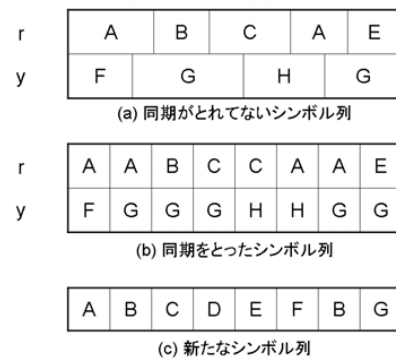 r A B C A E
y F G H G
(a) 同期がとれてないシンボル列
r A A B C C A A E
y F G G G H H G G
(b) 同期をとったシンボル列
A B C D E F B G
(c) 新たなシンボル列